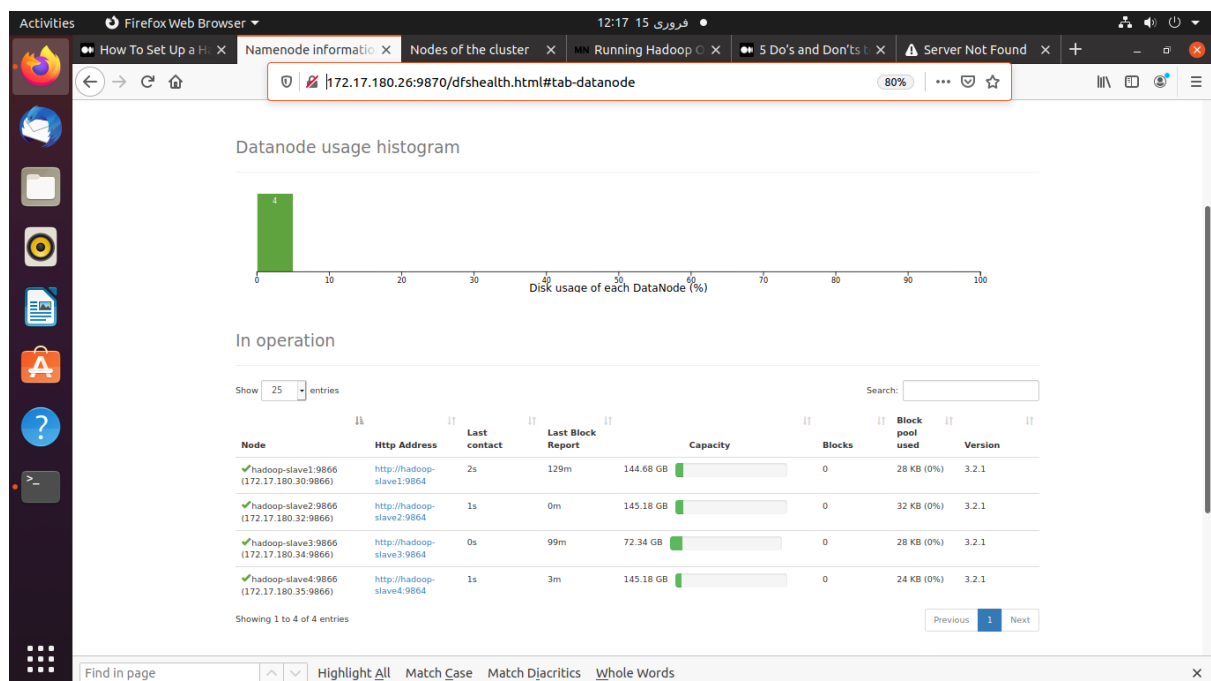 Activities
Firefox Web Browser
فروری 15 12:17
How To Set Up a H
Namenode informatio
Nodes of the cluster
MN Running Hadoop O
5 Do's and Don'ts t
Server Not Found
172.17.180.26:9870/dfshealth.html#tab-datanode
80%
Datanode usage histogram
4
0 10 20 30 40 50 60 70 80 90 100
Disk usage of each DataNode (%)
In operation
Show 25 entries
Search:
Node Http Address Last contact Last Block Report Capacity Blocks Block pool used Version
hadoop-slave1:9866 (172.17.180.30:9866) http://hadoop-slave1:9864 2s 129m 144.68 GB 0 28 KB (0%) 3.2.1
hadoop-slave2:9866 (172.17.180.32:9866) http://hadoop-slave2:9864 1s 0m 145.18 GB 0 32 KB (0%) 3.2.1
hadoop-slave3:9866 (172.17.180.34:9866) http://hadoop-slave3:9864 0s 99m 72.34 GB 0 28 KB (0%) 3.2.1
hadoop-slave4:9866 (172.17.180.35:9866) http://hadoop-slave4:9864 1s 3m 145.18 GB 0 24 KB (0%) 3.2.1
Showing 1 to 4 of 4 entries
Previous 1 Next
Find in page
Highlight All Match Case Match Diacritics Whole Words